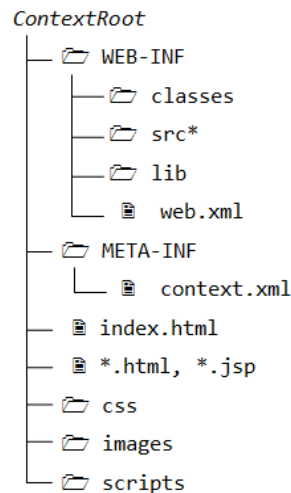 ContextRoot
WEB-INF
classes
src*
lib
web.xml
META-INF
context.xml
index.html
*.html, *.jsp
css
images
scripts